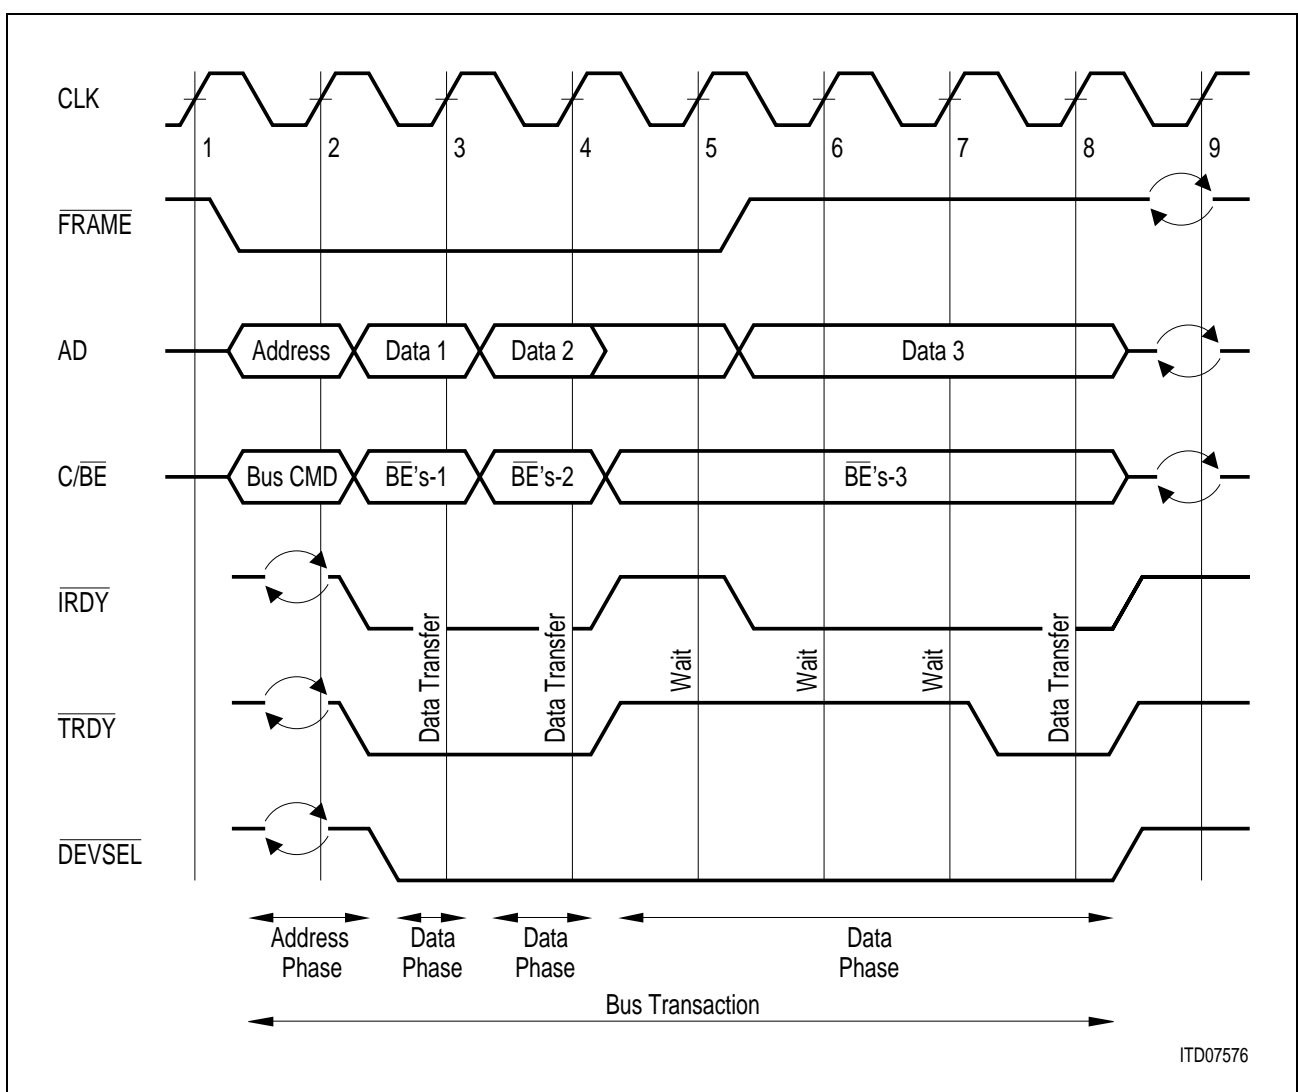 CLK
1 2 3 4 5 6 7 8 9
FRAME
AD
Address Data 1 Data 2 Data 3
C/BE
Bus CMD BE's-1 BE's-2 BE's-3
IRDY
Data Transfer
Data Transfer
Wait
Wait
Wait
Data Transfer
TRDY
DEVSEL
Address
Phase
Data
Phase
Data
Phase
Data
Phase
Bus Transaction
ITD07576